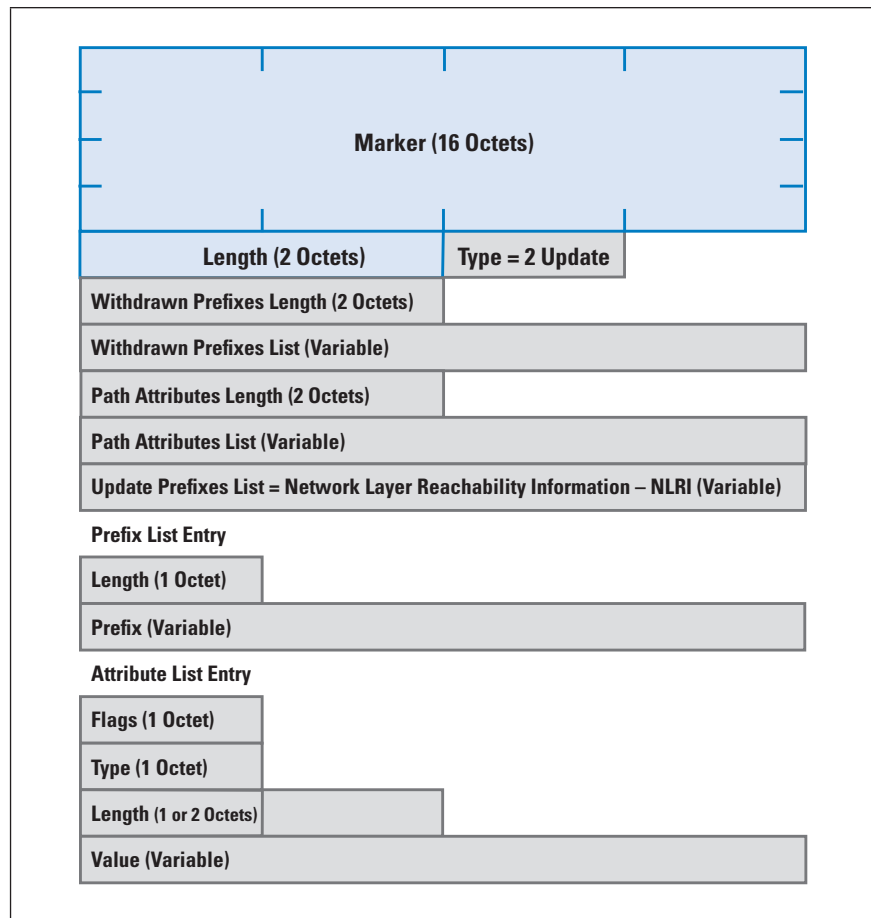 Marker (16 Octets)
Length (2 Octets)
Type = 2 Update
Withdrawn Prefixes Length (2 Octets)
Withdrawn Prefixes List (Variable)
Path Attributes Length (2 Octets)
Path Attributes List (Variable)
Update Prefixes List = Network Layer Reachability Information – NLRI (Variable)
Prefix List Entry
Length (1 Octet)
Prefix (Variable)
Attribute List Entry
Flags (1 Octet)
Type (1 Octet)
Length (1 or 2 Octets)
Value (Variable)